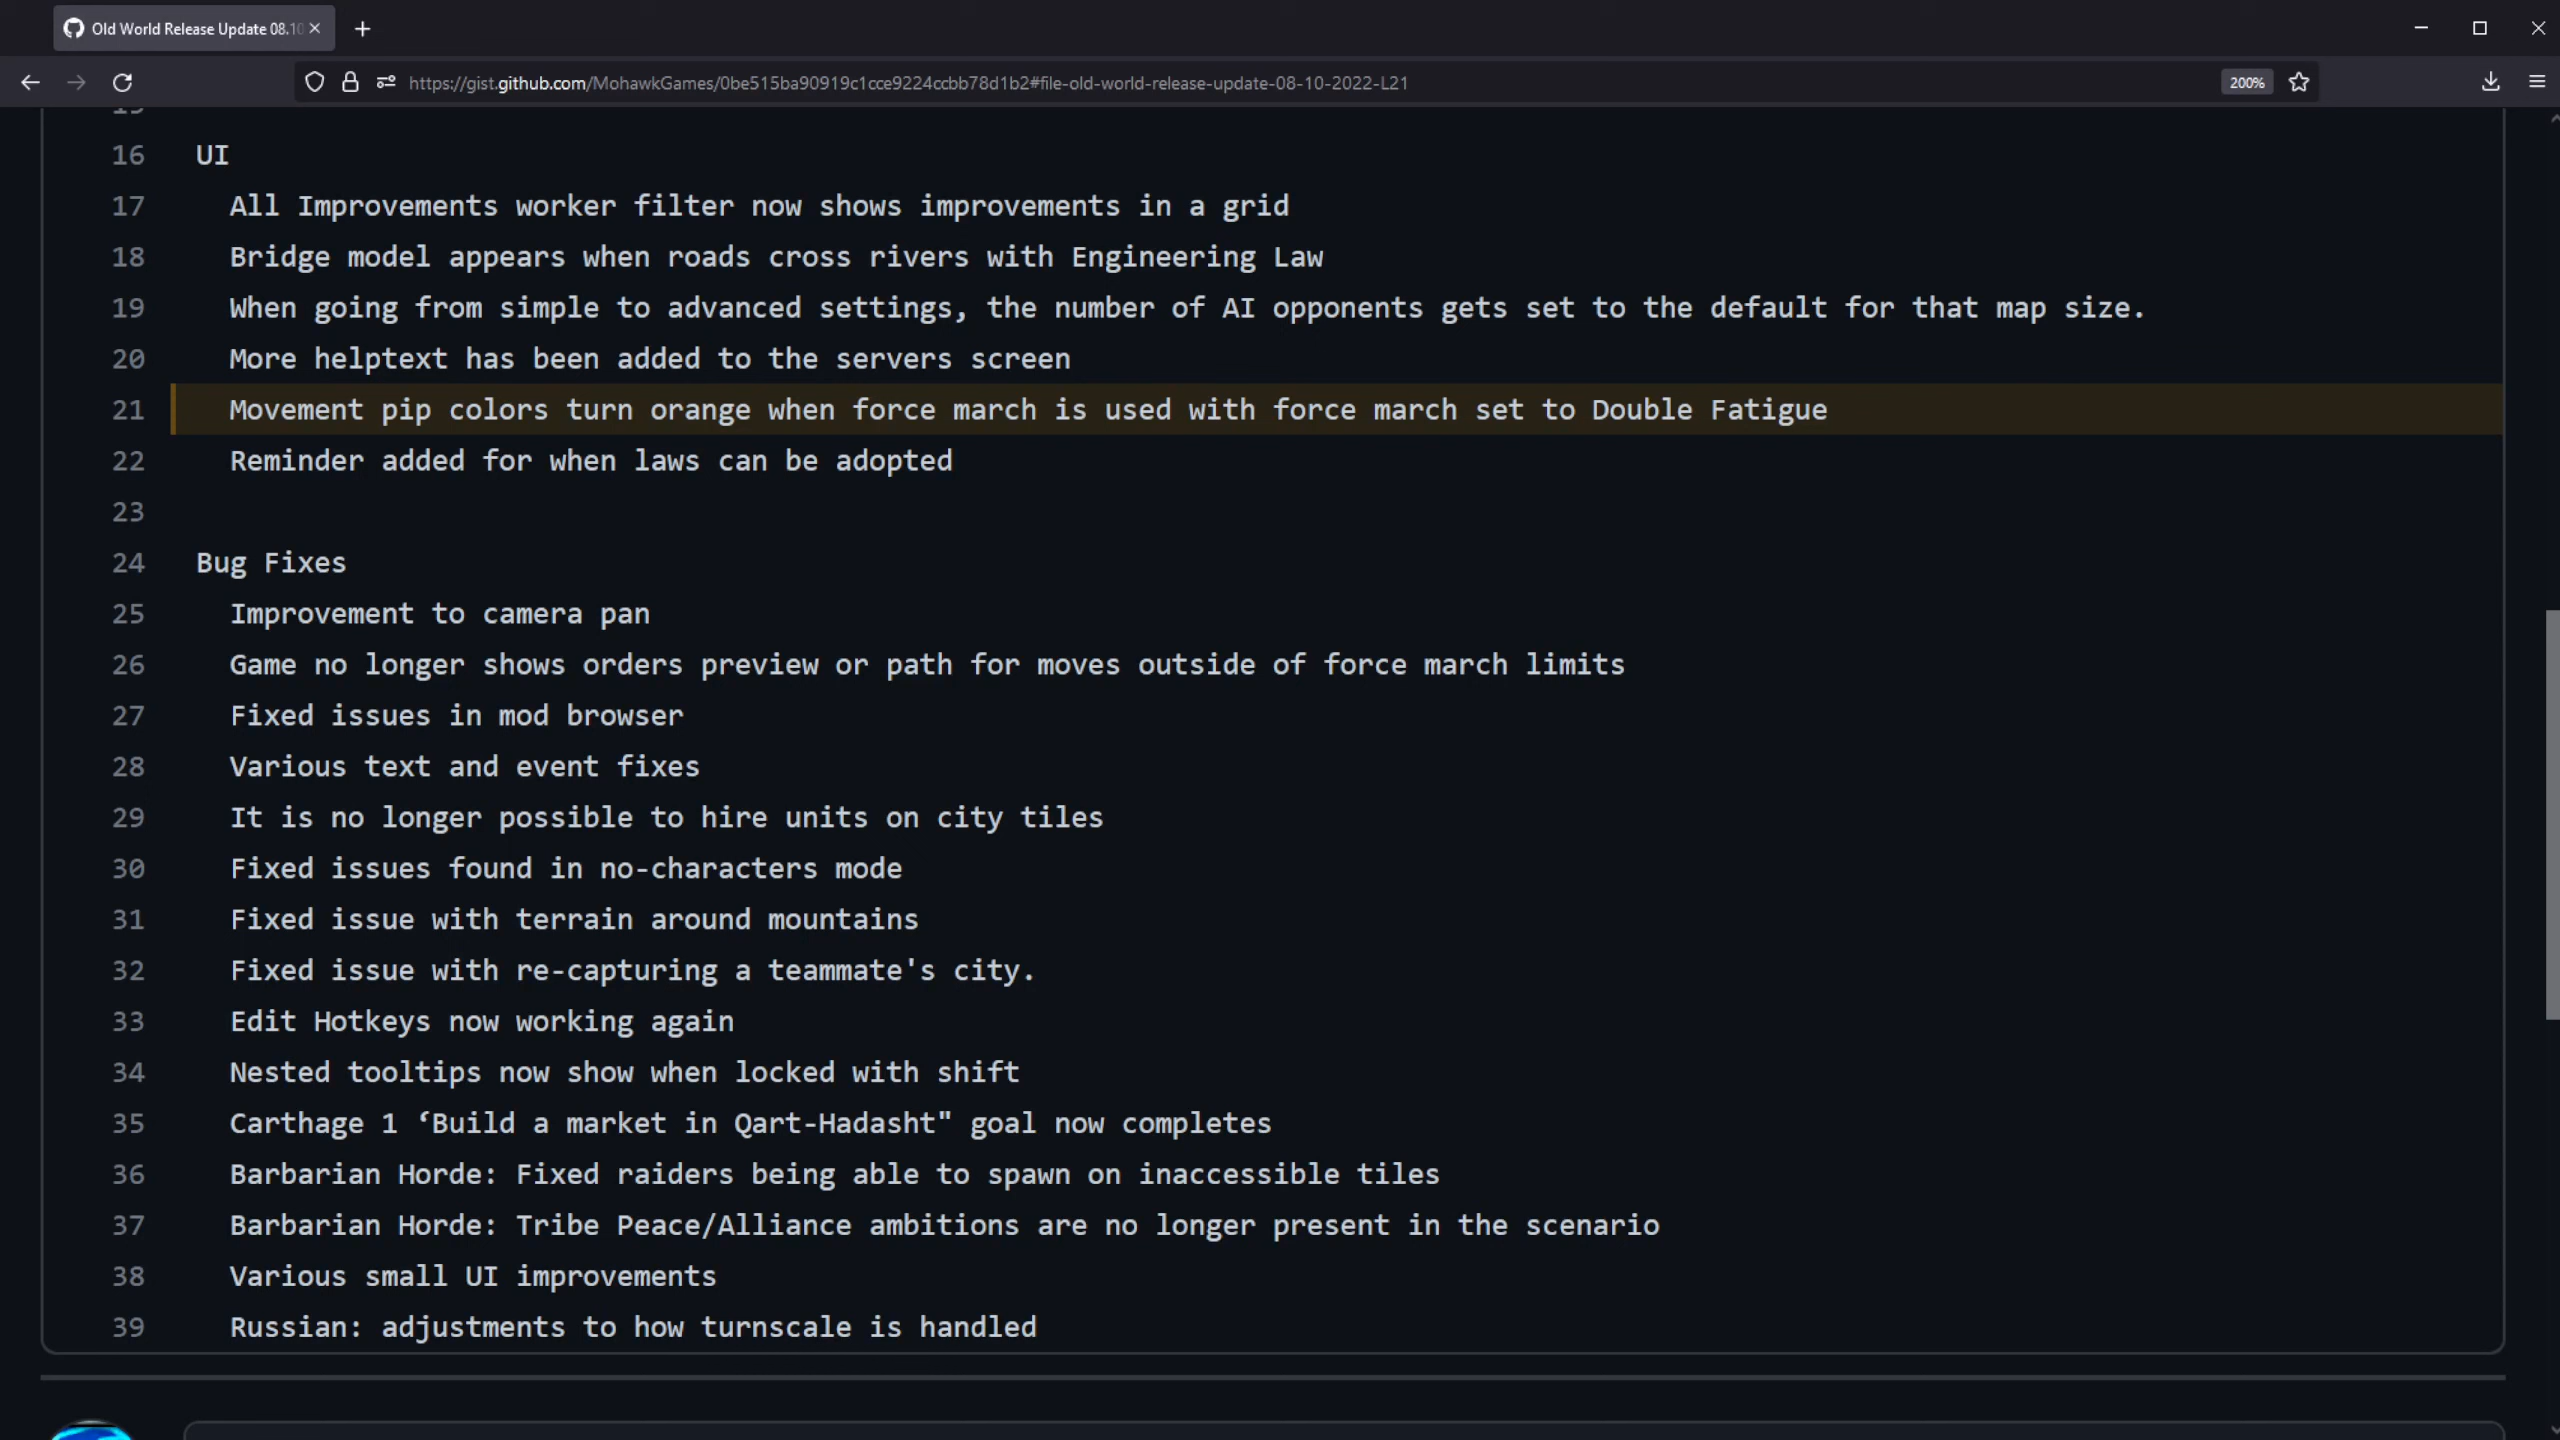 Old World Release Update 08.10
https://gist.github.com/MohawkGames/0be515ba90919c1cce9224ccbb78d1b2#file-old-world-release-update-08-10-2022-L21
200%
15
16 UI
17 All Improvements worker filter now shows improvements in a grid
18 Bridge model appears when roads cross rivers with Engineering Law
19 When going from simple to advanced settings, the number of AI opponents gets set to the default for that map size.
20 More helptext has been added to the servers screen
21 Movement pip colors turn orange when force march is used with force march set to Double Fatigue
22 Reminder added for when laws can be adopted
23
24 Bug Fixes
25 Improvement to camera pan
26 Game no longer shows orders preview or path for moves outside of force march limits
27 Fixed issues in mod browser
28 Various text and event fixes
29 It is no longer possible to hire units on city tiles
30 Fixed issues found in no-characters mode
31 Fixed issue with terrain around mountains
32 Fixed issue with re-capturing a teammate's city.
33 Edit Hotkeys now working again
34 Nested tooltips now show when locked with shift
35 Carthage 1 ‘Build a market in Qart-Hadasht" goal now completes
36 Barbarian Horde: Fixed raiders being able to spawn on inaccessible tiles
37 Barbarian Horde: Tribe Peace/Alliance ambitions are no longer present in the scenario
38 Various small UI improvements
39 Russian: adjustments to how turnscale is handled